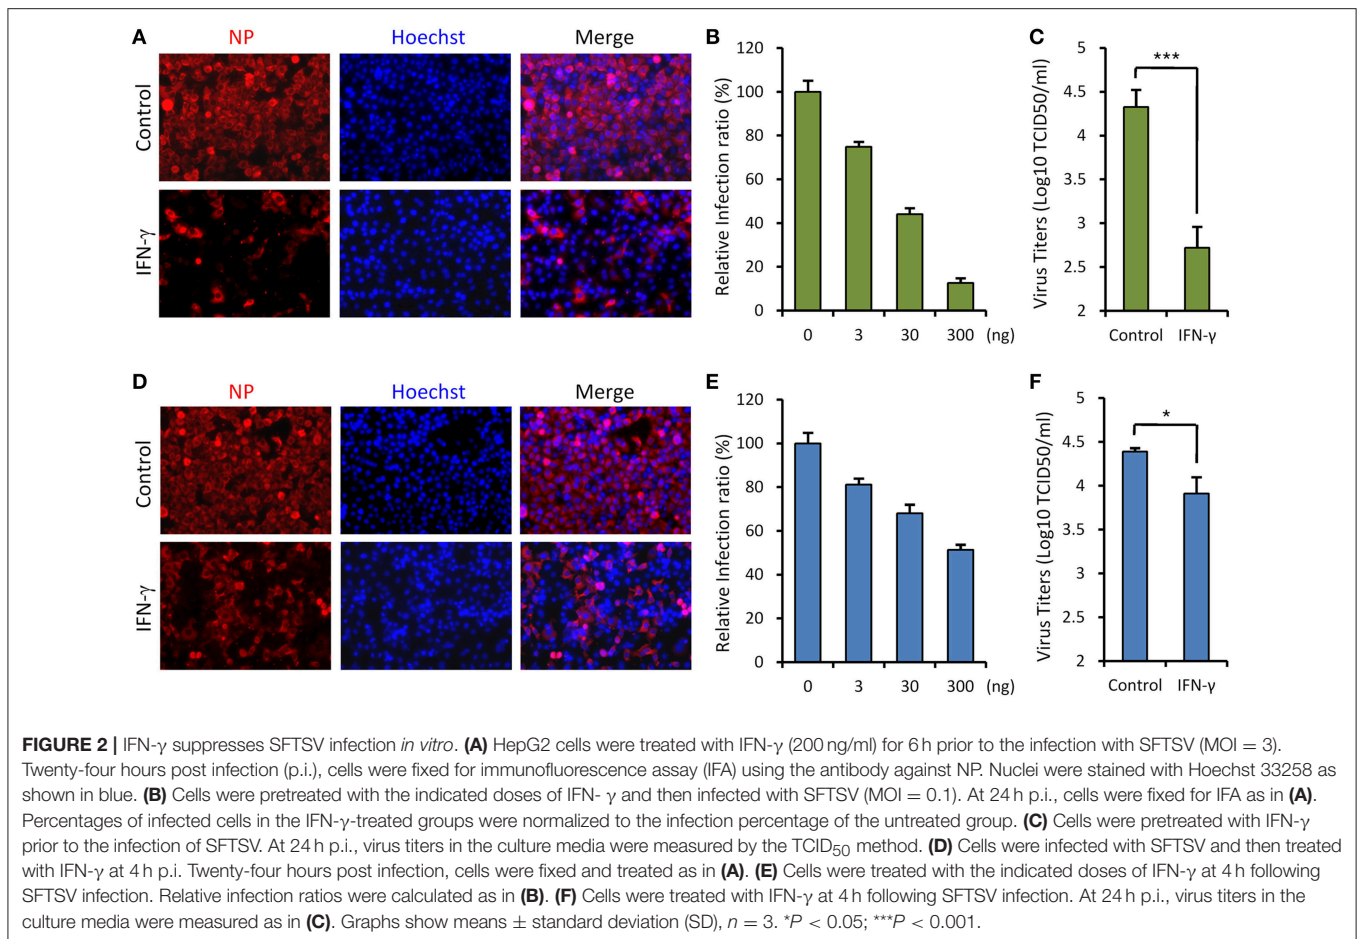 A NP Hoechst Merge
Control
IFN-γ
B
Relative Infection ratio (%)
120
100
80
60
40
20
0
0 3 30 300 (ng)
C
Virus Titers (Log10 TCID50/ml)
5
4.5
4
3.5
3
2.5
2
***
Control IFN-γ
D NP Hoechst Merge
Control
IFN-γ
E
Relative Infection ratio (%)
120
100
80
60
40
20
0
0 3 30 300 (ng)
F
Virus Titers (Log10 TCID50/ml)
5
4.5
4
3.5
3
2.5
2
*
Control IFN-γ
FIGURE 2 | IFN-γ suppresses SFTSV infection in vitro. (A) HepG2 cells were treated with IFN-γ (200 ng/ml) for 6 h prior to the infection with SFTSV (MOI = 3).
Twenty-four hours post infection (p.i.), cells were fixed for immunofluorescence assay (IFA) using the antibody against NP. Nuclei were stained with Hoechst 33258 as
shown in blue. (B) Cells were pretreated with the indicated doses of IFN- γ and then infected with SFTSV (MOI = 0.1). At 24 h p.i., cells were fixed for IFA as in (A).
Percentages of infected cells in the IFN-γ-treated groups were normalized to the infection percentage of the untreated group. (C) Cells were pretreated with IFN-γ
prior to the infection of SFTSV. At 24 h p.i., virus titers in the culture media were measured by the TCID50 method. (D) Cells were infected with SFTSV and then treated
with IFN-γ at 4 h p.i. Twenty-four hours post infection, cells were fixed and treated as in (A). (E) Cells were treated with the indicated doses of IFN-γ at 4 h following
SFTSV infection. Relative infection ratios were calculated as in (B). (F) Cells were treated with IFN-γ at 4 h following SFTSV infection. At 24 h p.i., virus titers in the
culture media were measured as in (C). Graphs show means ± standard deviation (SD), n = 3. *P < 0.05; ***P < 0.001.